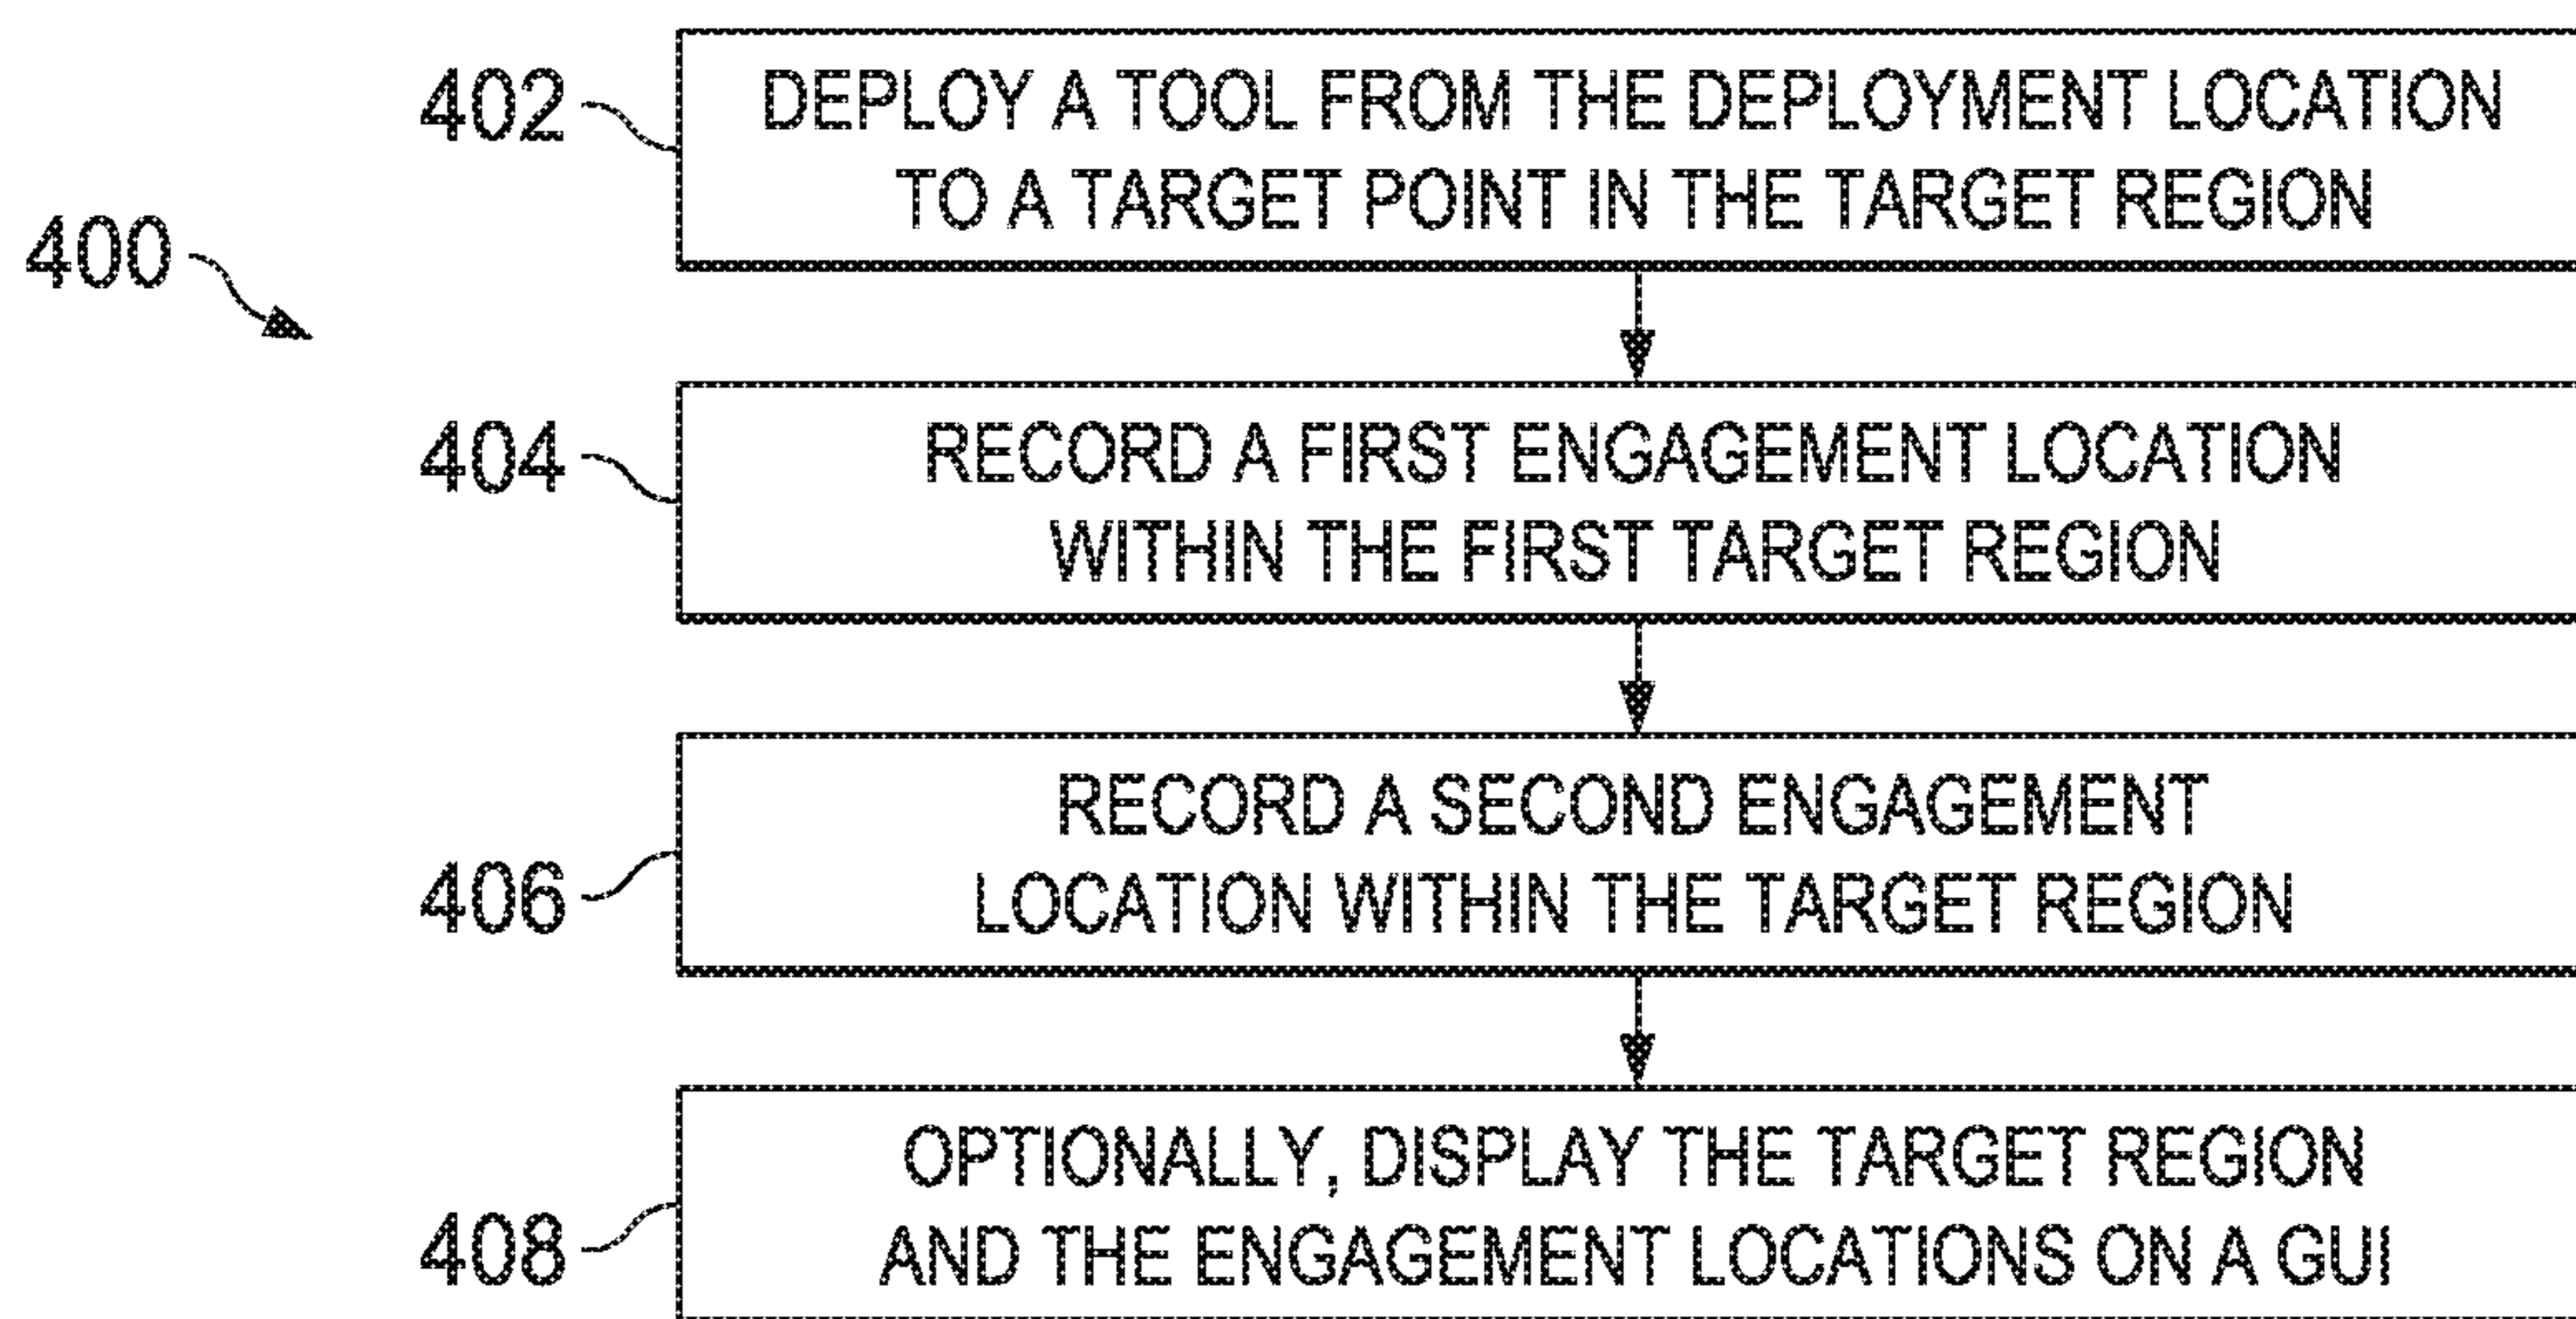 402
DEPLOY A TOOL FROM THE DEPLOYMENT LOCATION
TO A TARGET POINT IN THE TARGET REGION
400
404
RECORD A FIRST ENGAGEMENT LOCATION
WITHIN THE FIRST TARGET REGION
406
RECORD A SECOND ENGAGEMENT
LOCATION WITHIN THE TARGET REGION
408
OPTIONALLY, DISPLAY THE TARGET REGION
AND THE ENGAGEMENT LOCATIONS ON A GUI